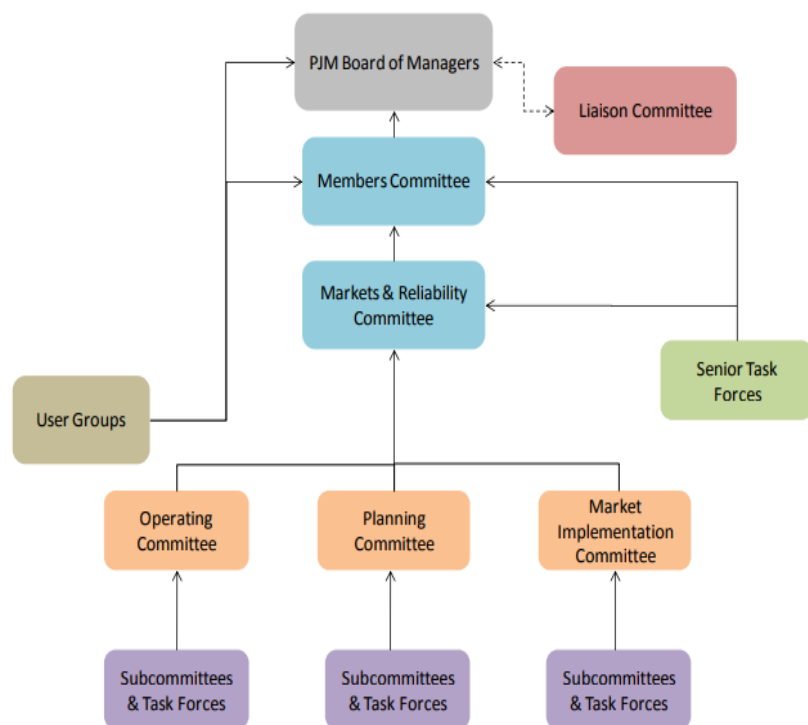 PJM Board of Managers
Liaison Committee
Members Committee
Markets & Reliability
Committee
Senior Task
Forces
User Groups
Operating
Committee
Planning
Committee
Market
Implementation
Committee
Subcommittees
& Task Forces
Subcommittees
& Task Forces
Subcommittees
& Task Forces